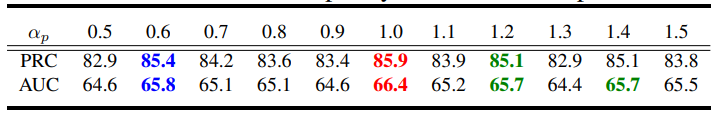 αp 0.5 0.6 0.7 0.8 0.9 1.0 1.1 1.2 1.3 1.4 1.5
PRC 82.9 85.4 84.2 83.6 83.4 85.9 83.9 85.1 82.9 85.1 83.8
AUC 64.6 65.8 65.1 65.1 64.6 66.4 65.2 65.7 64.4 65.7 65.5